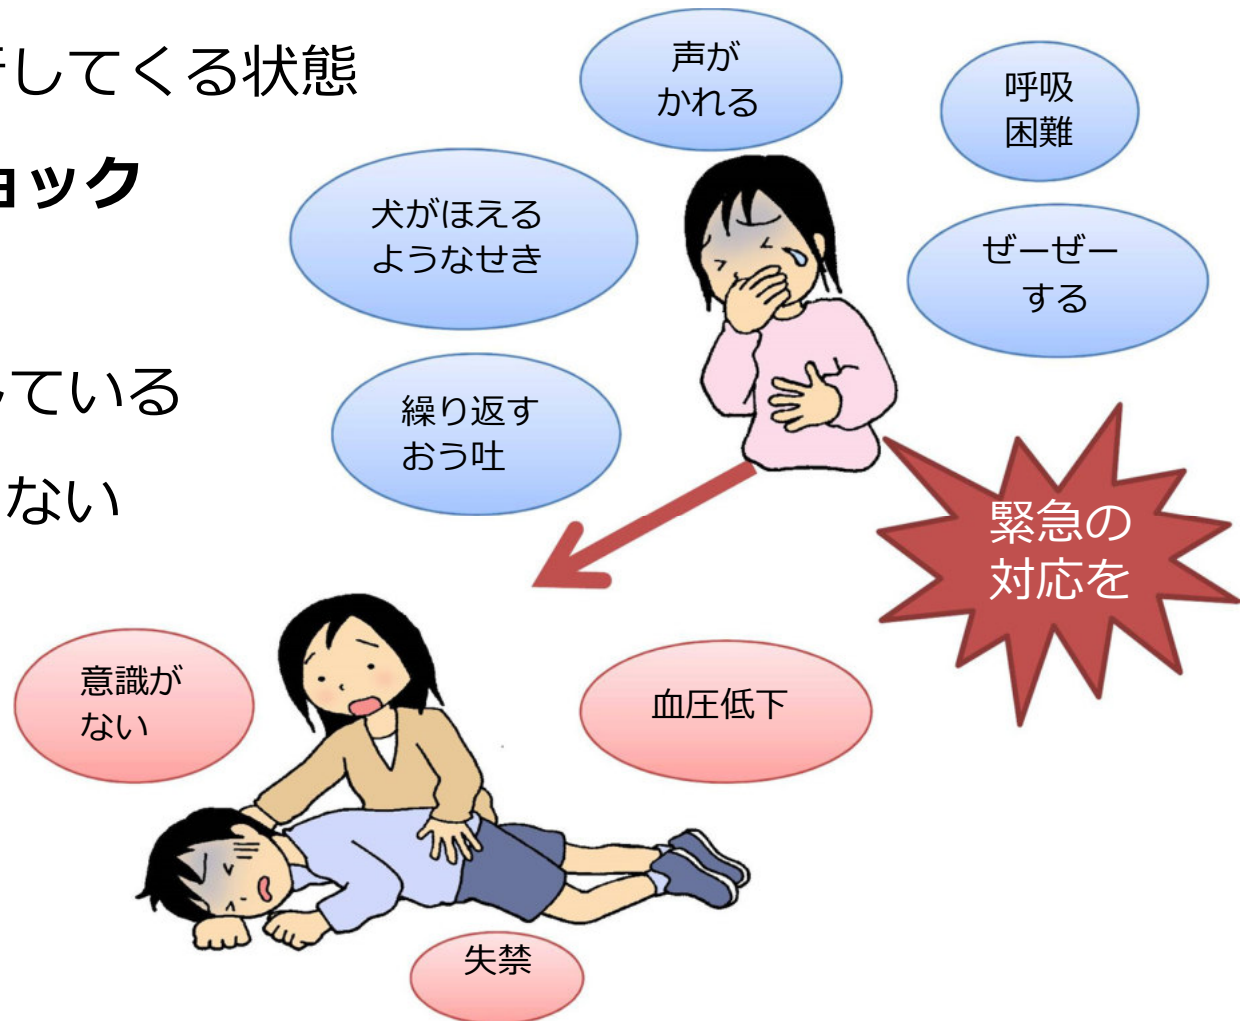 してくる状態
ョック
ている
ない
声が
かれる
呼吸
困難
犬がほえる
ようなせき
ぜーぜー
する
繰り返す
おう吐
緊急の
対応を
意識が
ない
血圧低下
失禁